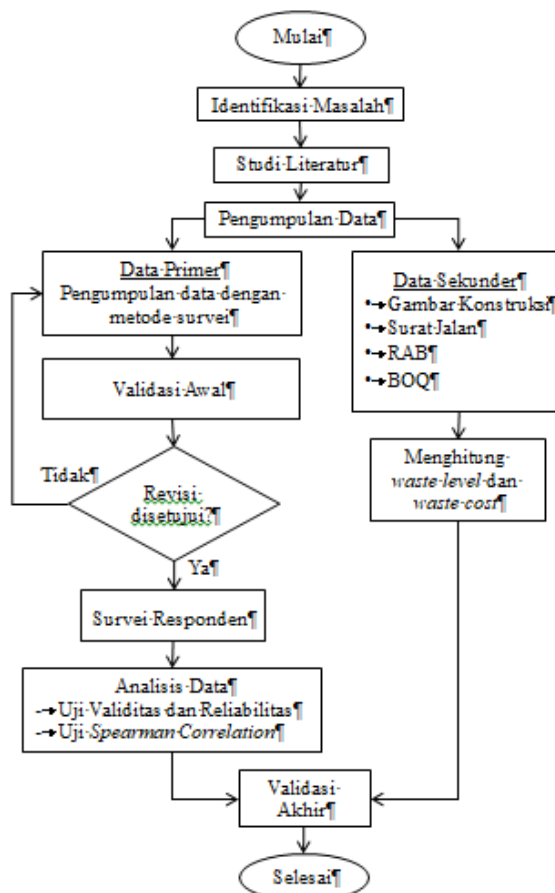 Mulai¶
Identifikasi·Masalah¶
Studi·Literatur¶
Pengumpulan·Data¶
Data·Primer¶
Pengumpulan·data·dengan·
metode·survei¶
Validasi·Awal¶
Tidak¶
Revisi·
disetujui?¶
Ya¶
Survei·Responden¶
Analisis·Data¶
-→Uji·Validitas·dan·Reliabilitas¶
-→Uji·Spearman·Correlation¶
Data·Sekunder¶
•→Gambar·Konstruksi¶
•→Surat·Jalan¶
•→RAB¶
•→BOQ¶
Menghitung·
waste·level·dan·
waste·cost¶
Validasi·
Akhir¶
Selesai¶